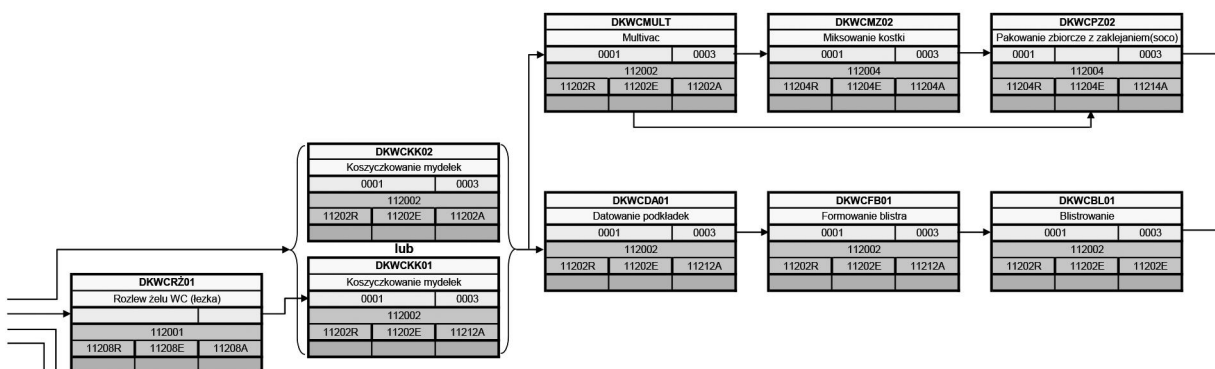 DKWCMULT
Multivac
0001 0003
112002
11202R 11202E 11202A
DKWCMZ02
Miksowanie kostki
0001 0003
112004
11204R 11204E 11204A
DKWCPZ02
Pakowanie zbiorcze z zaklejaniem(soco)
0001 0003
112004
11204R 11204E 11214A
DKWCKK02
Koszyczkowanie mydełek
0001 0003
112002
11202R 11202E 11202A
lub
DKWCKK01
Koszyczkowanie mydełek
0001 0003
112002
11202R 11202E 11212A
DKWCDA01
Datowanie podkładek
0001 0003
112002
11202R 11202E 11212A
DKWCFB01
Formowanie blistra
0001 0003
112002
11202R 11202E 11212A
DKWCBL01
Blistrowanie
0001 0003
112002
11202R 11202E 11202E
DKWCRŻ01
Rozlew żelu WC (łezka)
112001
11208R 11208E 11208A